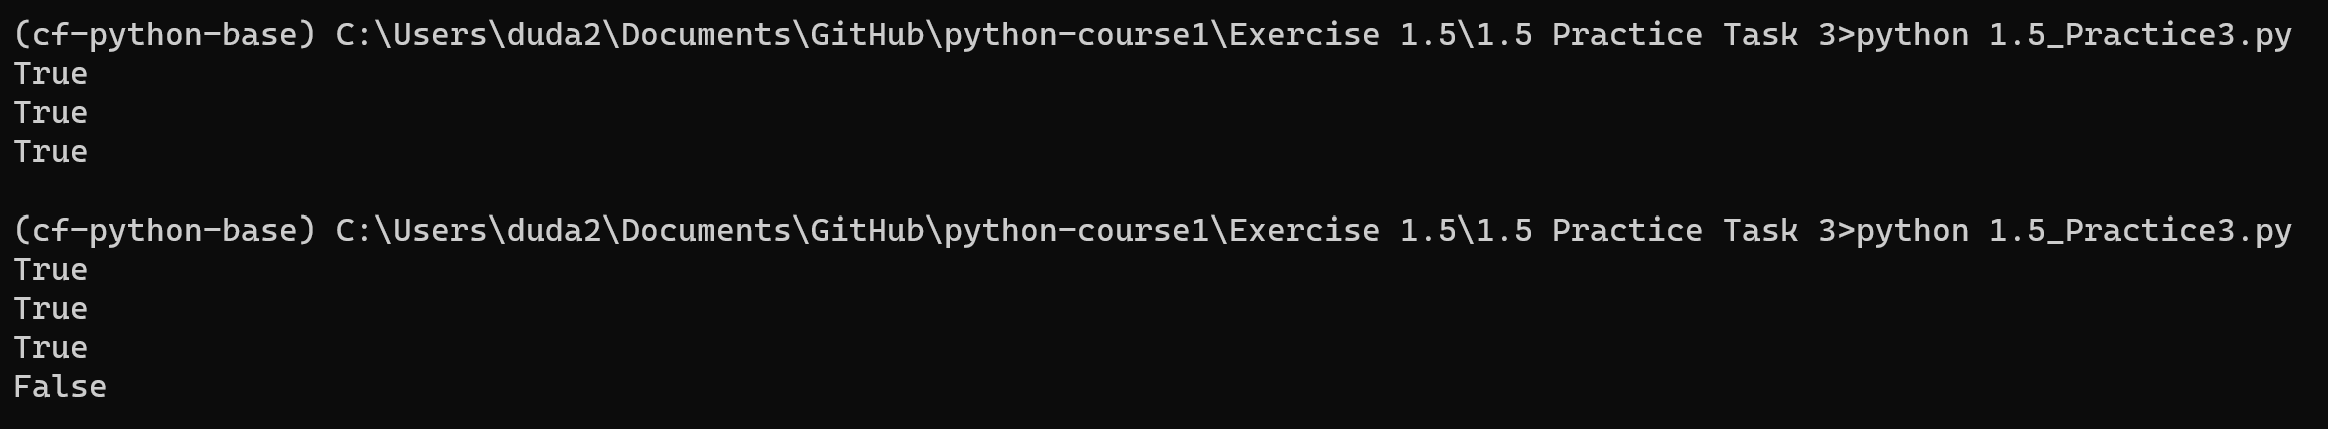 (cf-python-base) C:\Users\duda2\Documents\GitHub\python-course1\Exercise 1.5\1.5 Practice Task 3>python 1.5_Practice3.py
True
True
True
(cf-python-base) C:\Users\duda2\Documents\GitHub\python-course1\Exercise 1.5\1.5 Practice Task 3>python 1.5_Practice3.py
True
True
True
False